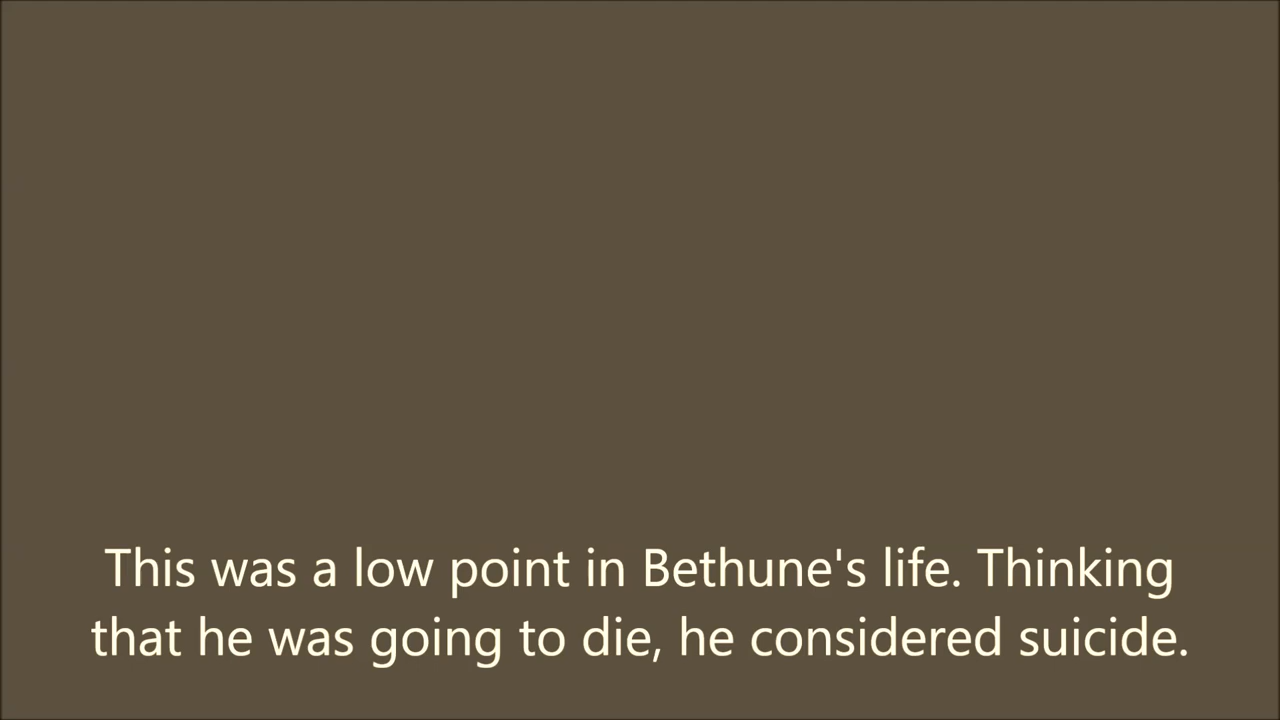 This was a low point in Bethune's life. Thinking
that he was going to die, he considered suicide.